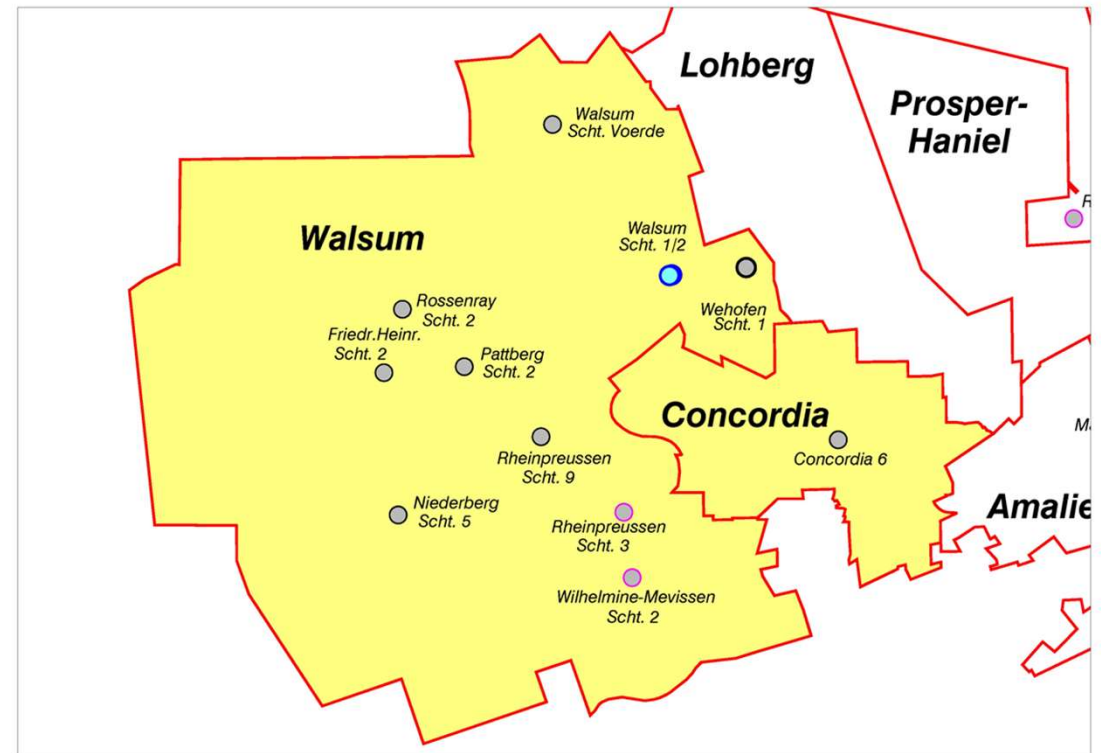 Lohberg
Prosper-
Haniel
Walsum
Scht. Voerde
R
Walsum
Walsum
Scht. 1/2
Wehofen
Scht. 1
Rossenray
Scht. 2
Friedr.Heinr.
Scht. 2
Pattberg
Scht. 2
Concordia
Concordia 6
Ma
Rheinpreussen
Scht. 9
Niederberg
Scht. 5
Amalie
Rheinpreussen
Scht. 3
Wilhelmine-Mevissen
Scht. 2